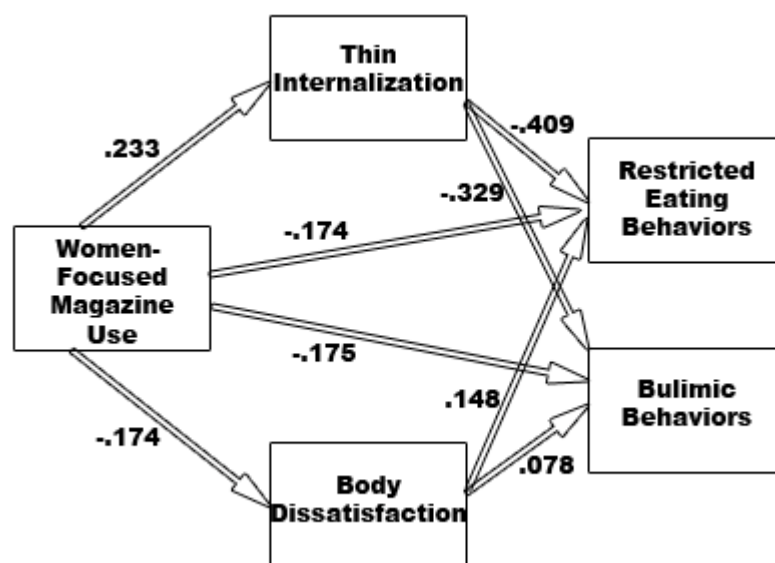 Thin
Internalization
.233
-.409
-.329
Restricted
Eating
Behaviors
-.174
Women-
Focused
Magazine
Use
-.175
-.174
.148
Bulimic
Behaviors
.078
Body
Dissatisfaction